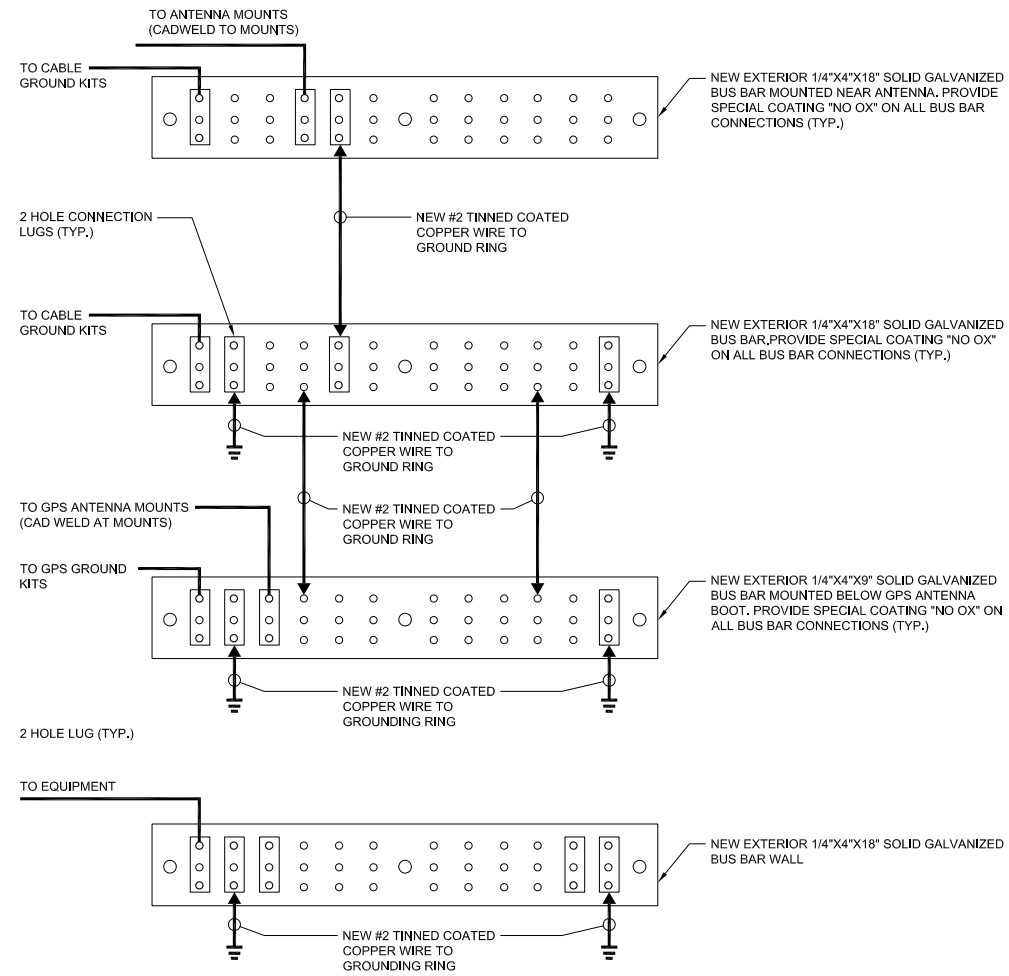 TO ANTENNA MOUNTS
(CADWELD TO MOUNTS)
TO CABLE
GROUND KITS
NEW EXTERIOR 1/4"X4"X18" SOLID GALVANIZED
BUS BAR MOUNTED NEAR ANTENNA. PROVIDE
SPECIAL COATING "NO OX" ON ALL BUS BAR
CONNECTIONS (TYP.)
2 HOLE CONNECTION
LUGS (TYP.)
NEW #2 TINNED COATED
COPPER WIRE TO
GROUND RING
TO CABLE
GROUND KITS
NEW EXTERIOR 1/4"X4"X18" SOLID GALVANIZED
BUS BAR.PROVIDE SPECIAL COATING "NO OX"
ON ALL BUS BAR CONNECTIONS (TYP.)
NEW #2 TINNED COATED
COPPER WIRE TO
GROUND RING
TO GPS ANTENNA MOUNTS
(CAD WELD AT MOUNTS)
NEW #2 TINNED COATED
COPPER WIRE TO
GROUND RING
TO GPS GROUND
KITS
NEW EXTERIOR 1/4"X4"X9" SOLID GALVANIZED
BUS BAR MOUNTED BELOW GPS ANTENNA
BOOT. PROVIDE SPECIAL COATING "NO OX" ON
ALL BUS BAR CONNECTIONS (TYP.)
NEW #2 TINNED COATED
COPPER WIRE TO
GROUNDING RING
2 HOLE LUG (TYP.)
TO EQUIPMENT
NEW EXTERIOR 1/4"X4"X18" SOLID GALVANIZED
BUS BAR WALL
NEW #2 TINNED COATED
COPPER WIRE TO
GROUNDING RING